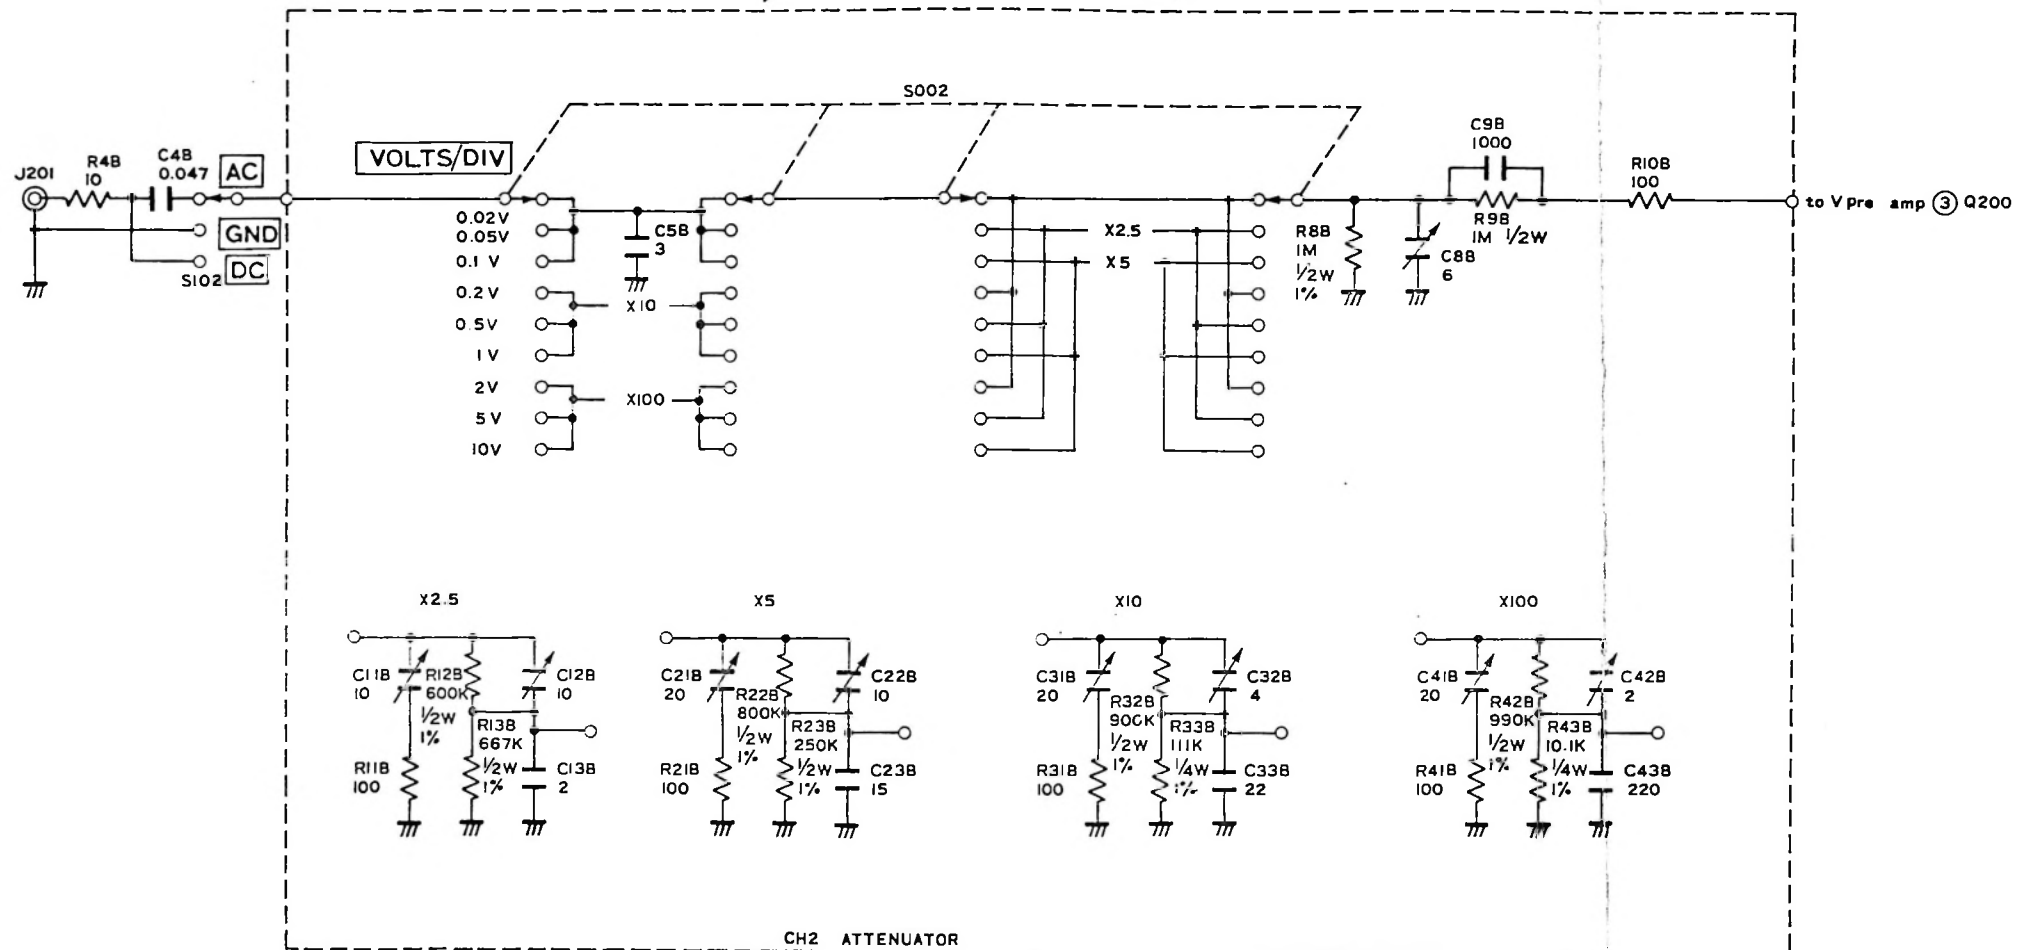 S002
VOLTS/DIV
J201
R4B
10
C4B
0.047
AC
GND
DC
S102
0.02V
0.05V
0.1 V
0.2V
0.5V
1V
2V
5V
10V
C5B
3
X10
X100
X2.5
X5
R8B
1M
1/2W
1%
C8B
6
C9B
1000
R9B
1M 1/2W
R10B
100
to V pre amp 3 Q200
X2.5
C11B
10
R12B
600K
1/2W
1%
C12B
10
R13B
667K
1/2W
1%
R11B
100
C13B
2
X5
C21B
20
R22B
800K
1/2W
1%
C22B
10
R23B
250K
1/2W
1%
R21B
100
C23B
15
X10
C31B
20
R32B
900K
1/2W
1%
C32B
4
R33B
111K
1/4W
1%
R31B
100
C33B
22
X100
C41B
20
R42B
990K
1/2W
1%
C42B
2
R43B
10.1K
1/4W
1%
R41B
100
C43B
220
CH2 ATTENUATOR